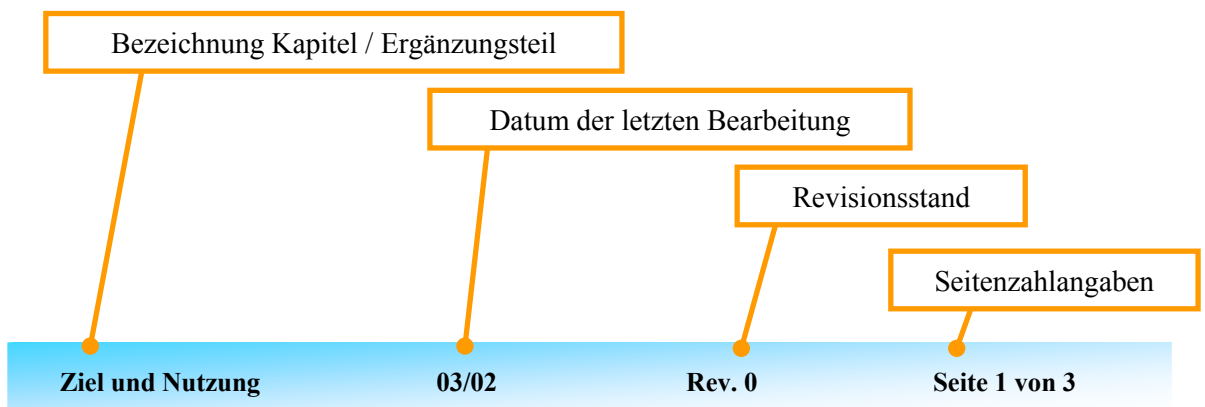 Bezeichnung Kapitel / Ergänzungsteil
Datum der letzten Bearbeitung
Revisionsstand
Seitenzahlangaben
Ziel und Nutzung 03/02 Rev. 0 Seite 1 von 3